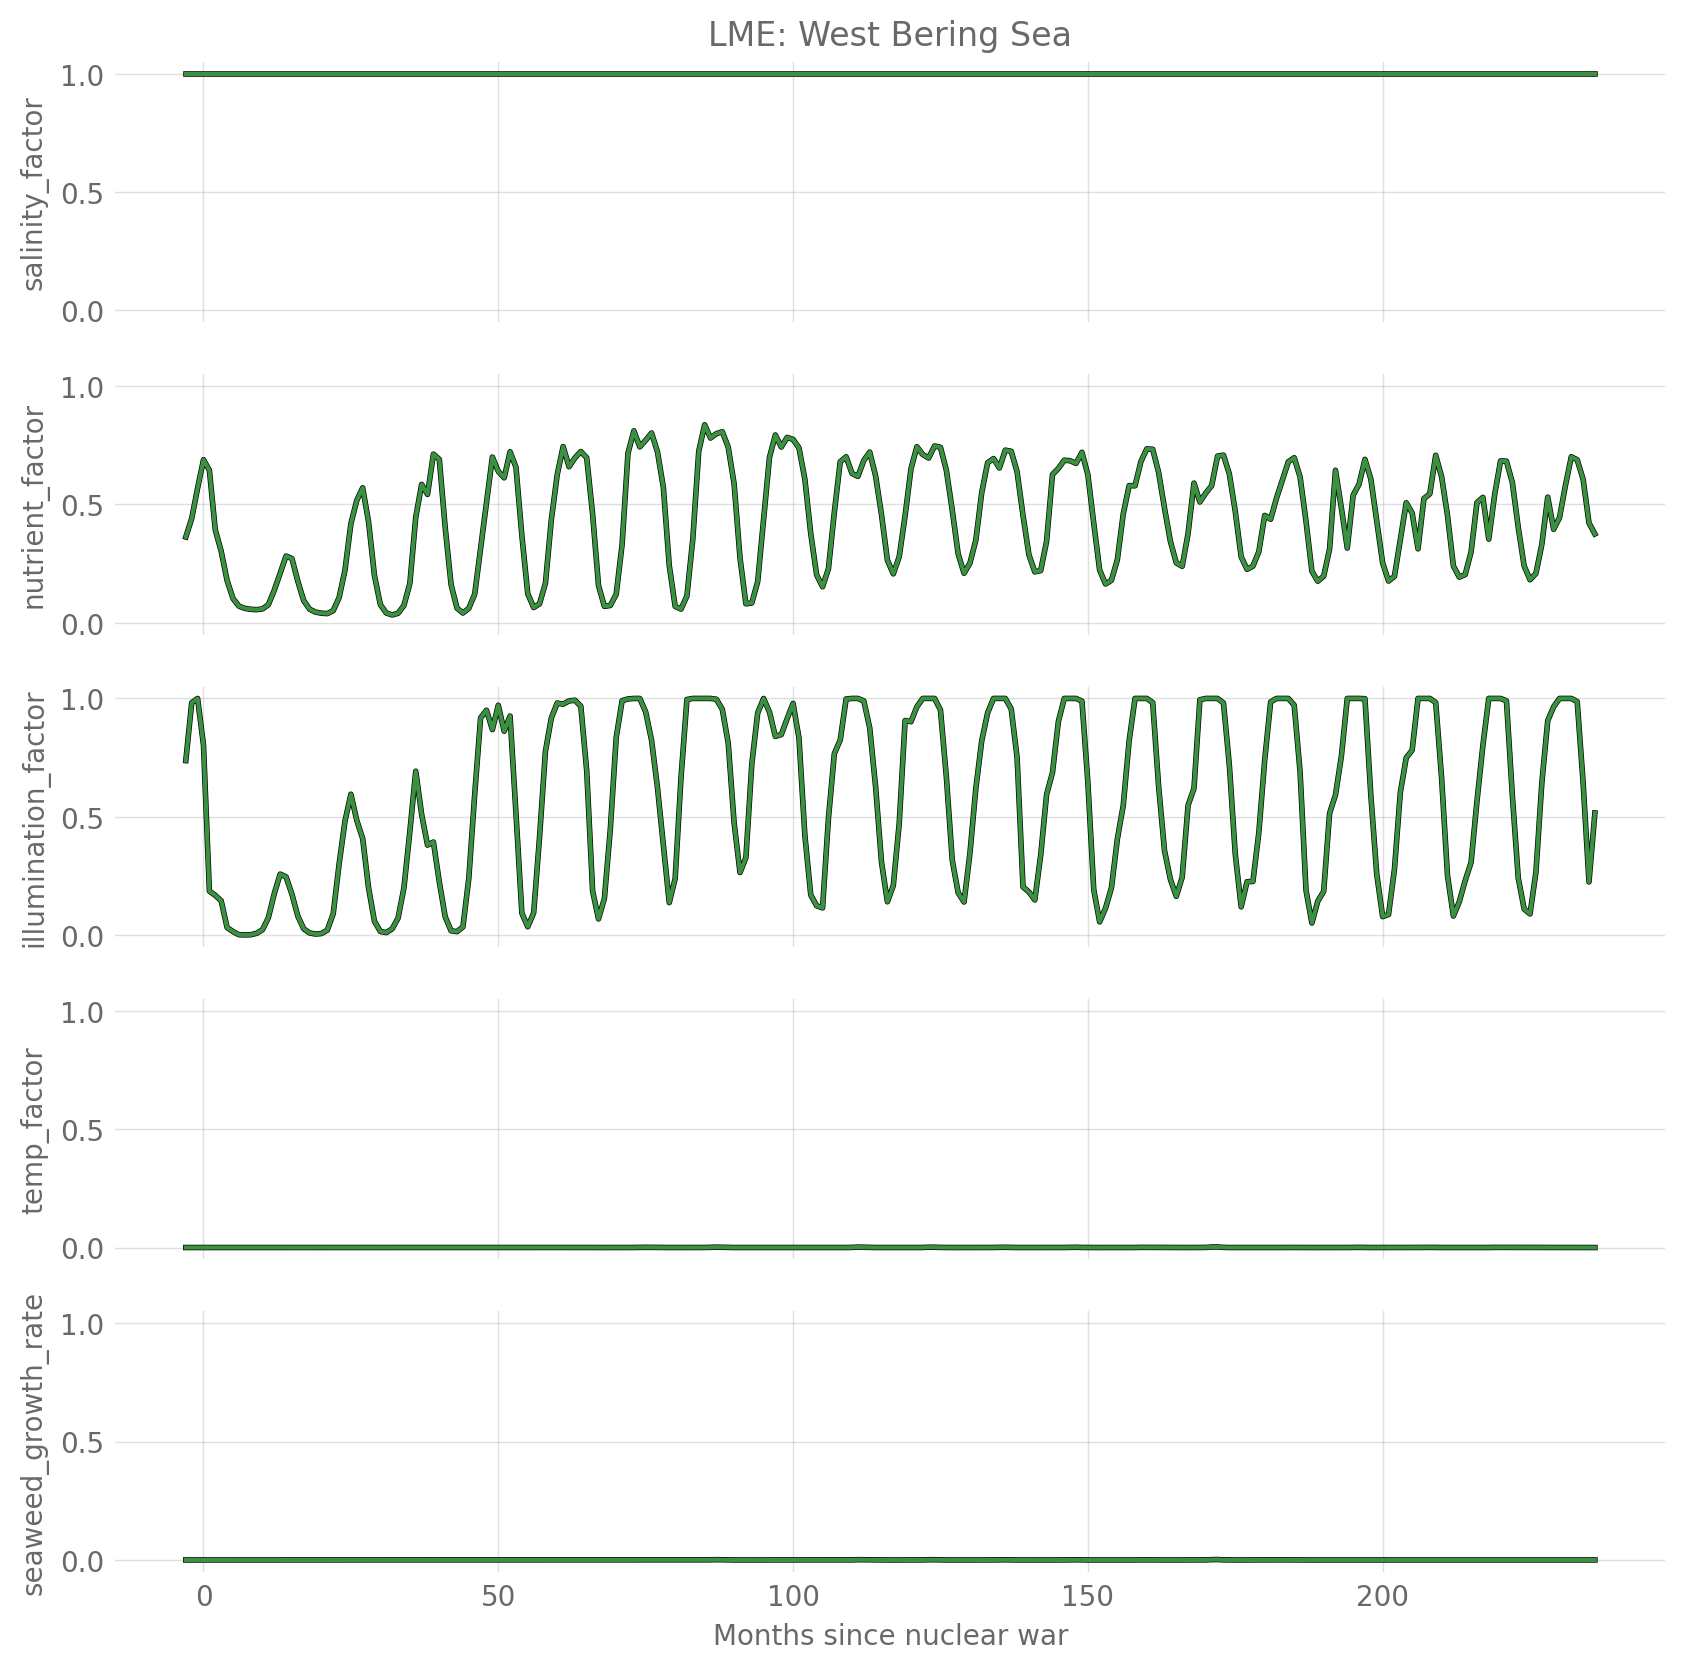 LME: West Bering Sea
1.0
0.5
0.0
salinity_factor
1.0
0.5
0.0
nutrient_factor
1.0
0.5
0.0
illumination_factor
1.0
0.5
0.0
temp_factor
1.0
0.5
0.0
seaweed_growth_rate
0 50 100 150 200
Months since nuclear war